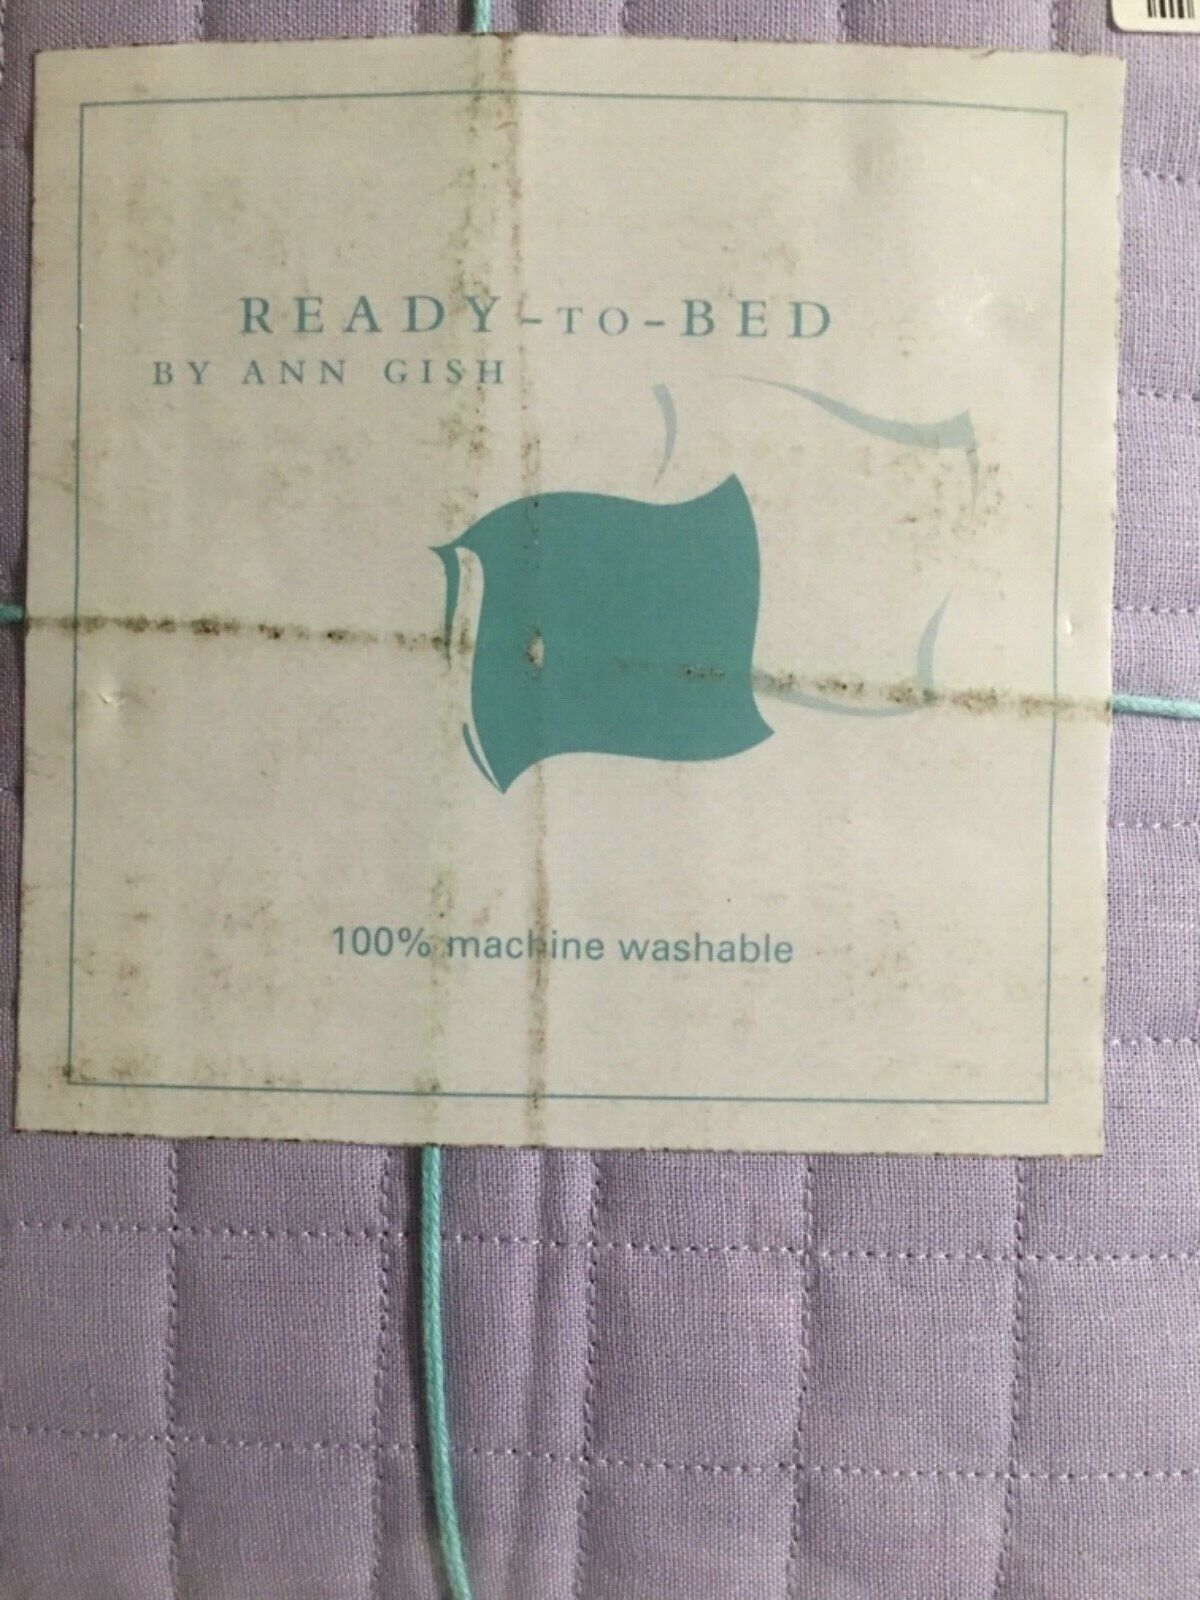 READY-TO-BED
BY ANN GISH
100% machine washable